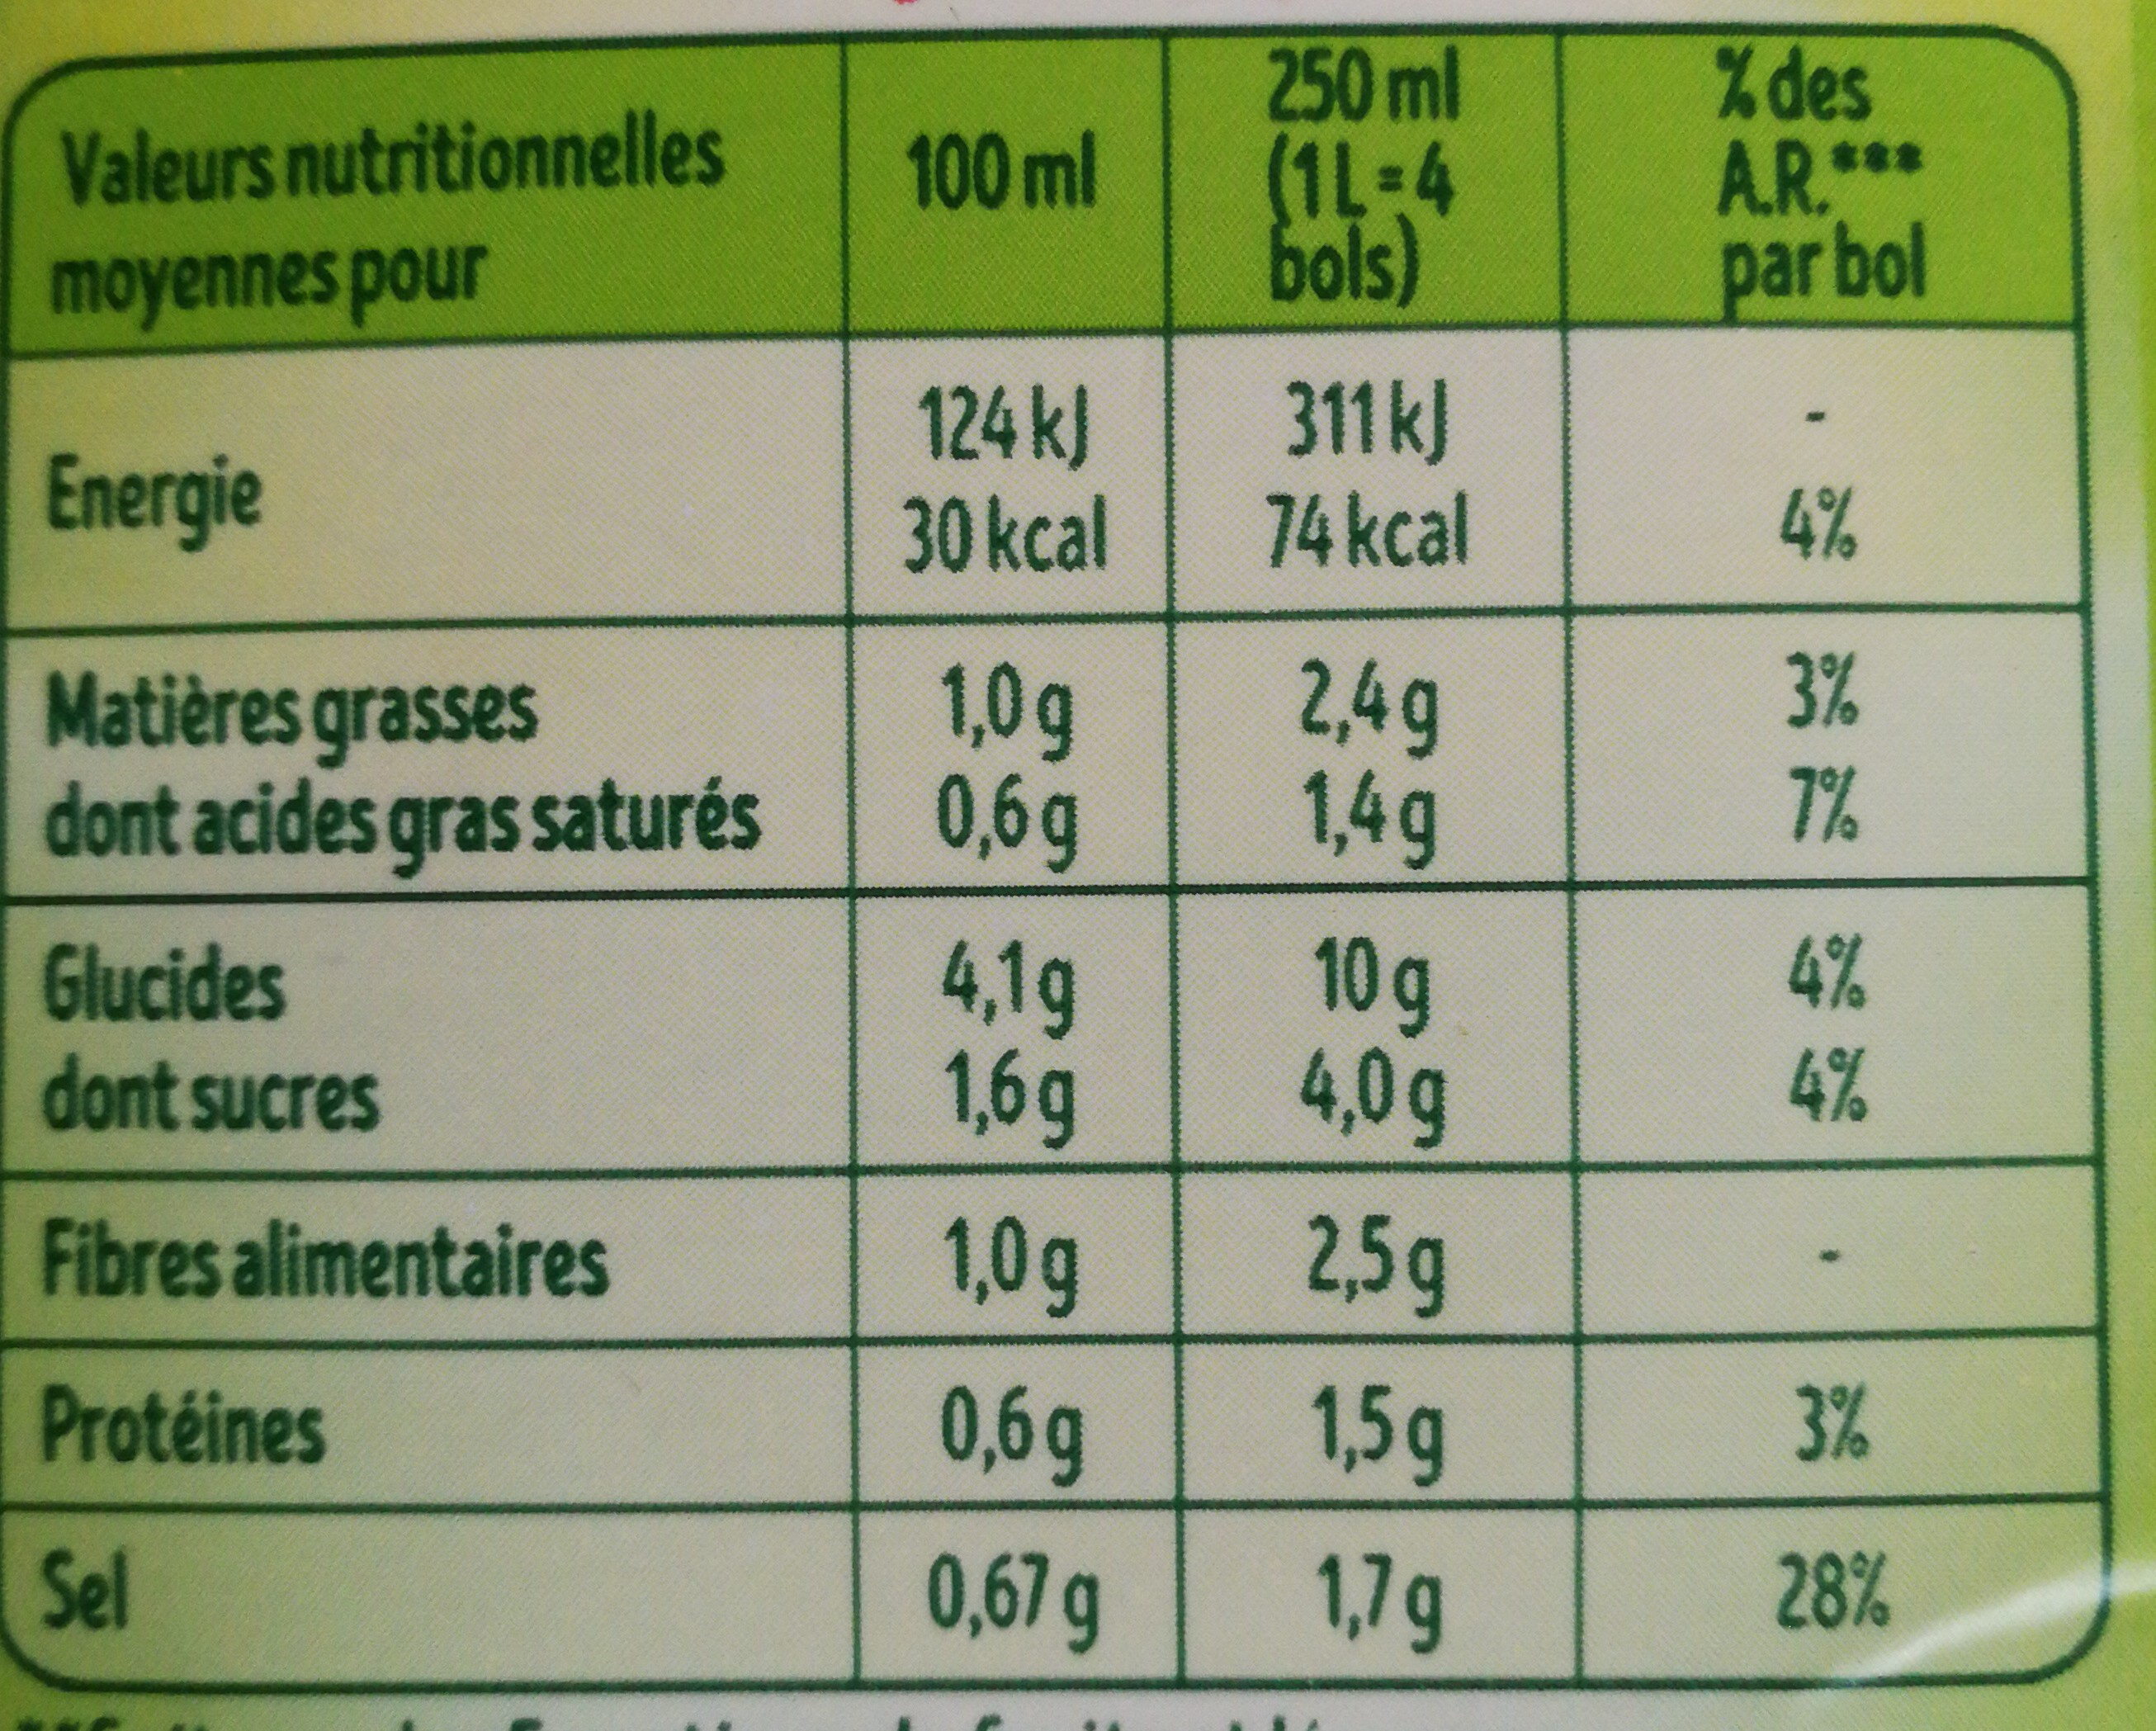 Valeurs nutritionnelles moyennes pour | 100 ml | 250 ml (1 L = 4 bols) | % des A.R.*** par bol
Energie | 124 kJ | 311 kJ | -
30 kcal | 74 kcal | 4%
Matières grasses | 1,0 g | 2,4 g | 3%
dont acides gras saturés | 0,6 g | 1,4 g | 7%
Glucides | 4,1 g | 10 g | 4%
dont sucres | 1,6 g | 4,0 g | 4%
Fibres alimentaires | 1,0 g | 2,5 g | -
Protéines | 0,6 g | 1,5 g | 3%
Sel | 0,67 g | 1,7 g | 28%